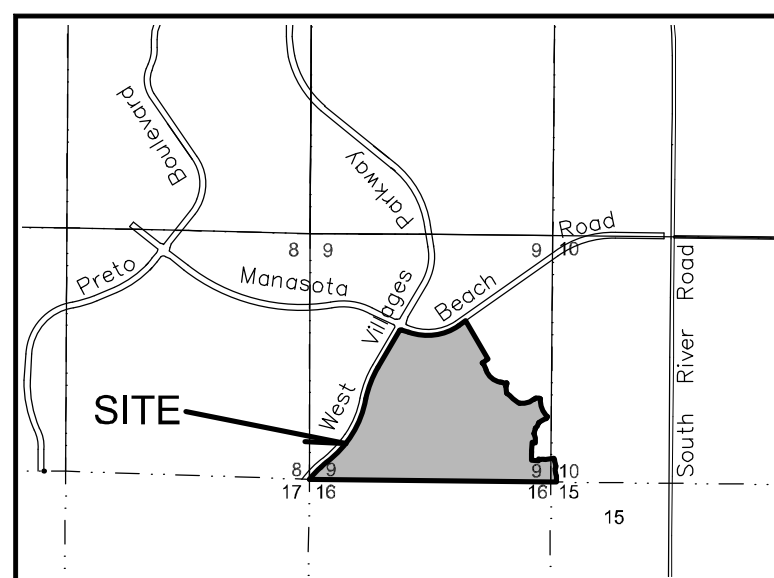 Boulevard
Parkway
Road
8 9
9 10
Preto
Manasota
Beach
Villages
South River Road
West
SITE
8 9
9 10
17 16
16 15
15